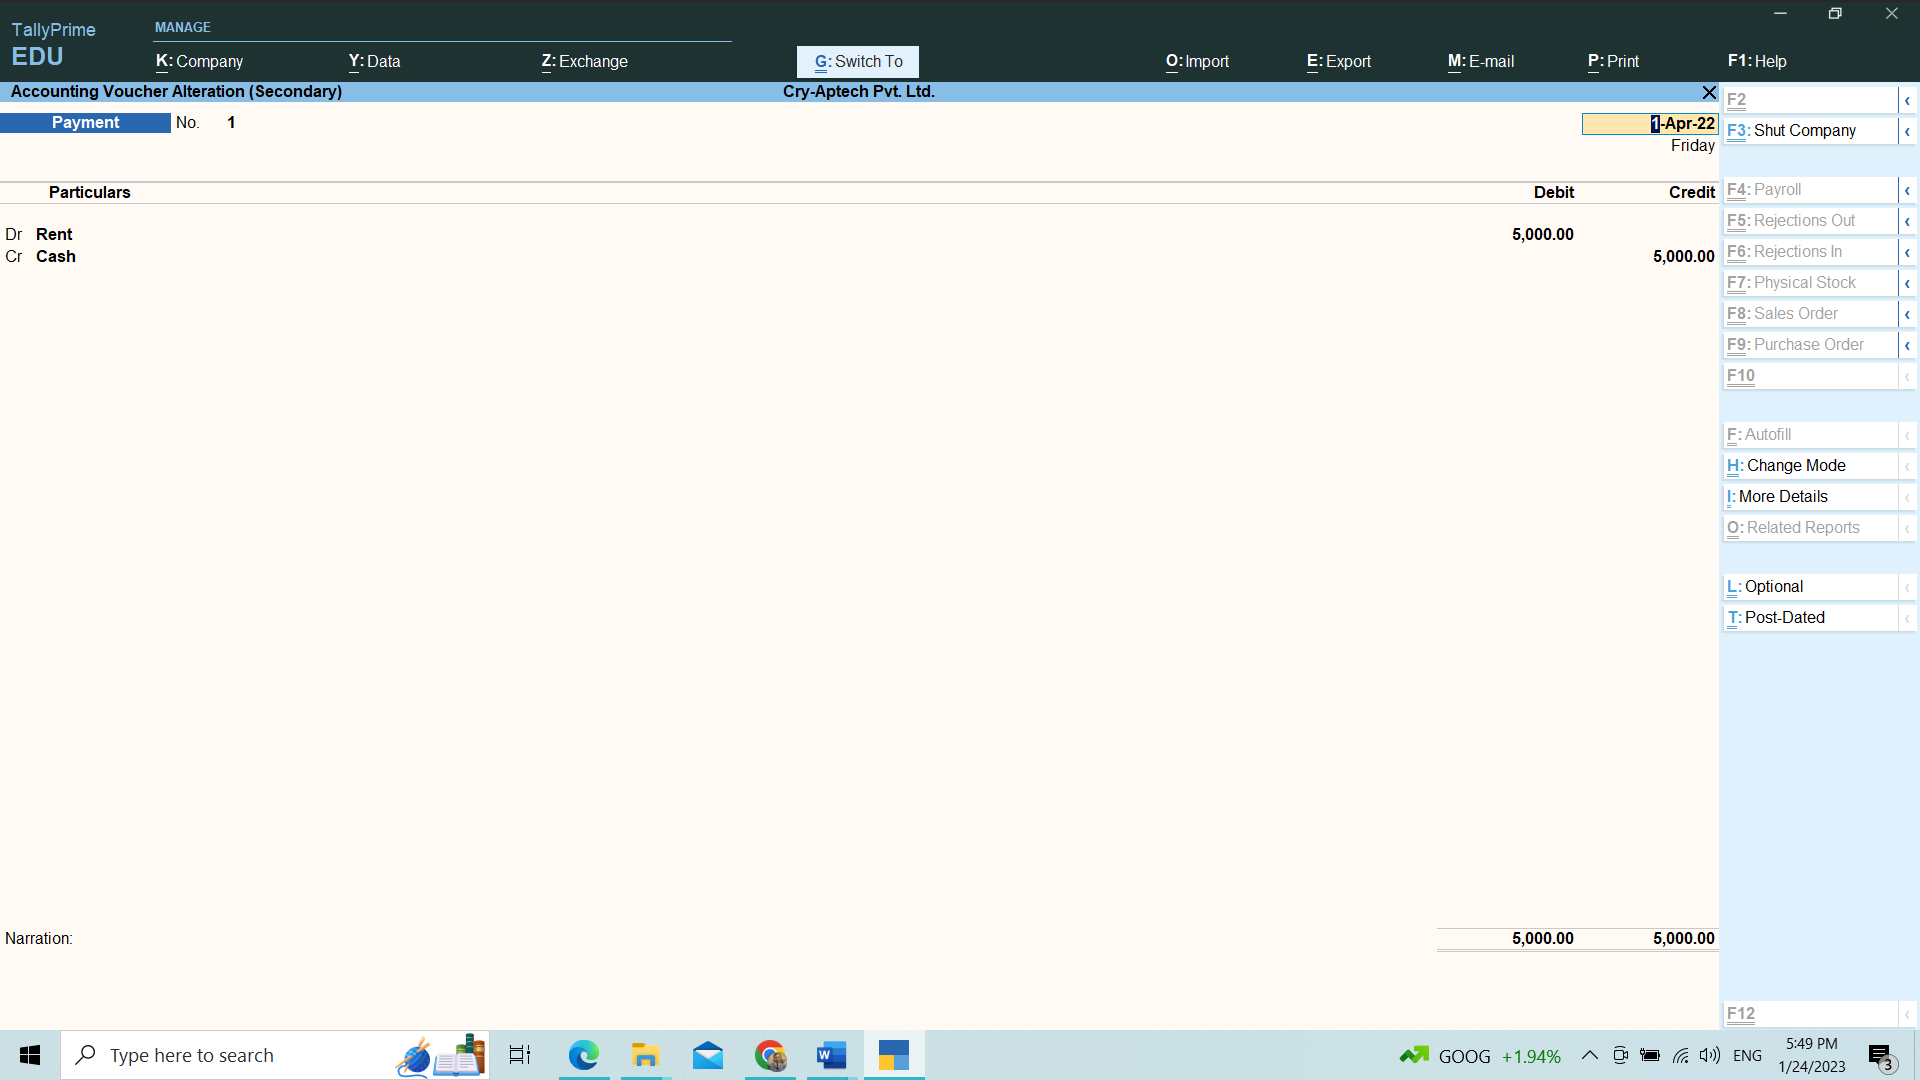 TallyPrime
EDU
MANAGE
K: Company
Y: Data
Z: Exchange
G: Switch To
O: Import
E: Export
M: E-mail
P: Print
F1: Help
Accounting Voucher Alteration (Secondary)
Cry-Aptech Pvt. Ltd.
Payment No. 1
1-Apr-22
Friday
Particulars Debit Credit
Dr Rent 5,000.00
Cr Cash 5,000.00
Narration: 5,000.00 5,000.00
F2
F3: Shut Company
F4: Payroll
F5: Rejections Out
F6: Rejections In
F7: Physical Stock
F8: Sales Order
F9: Purchase Order
F10
F: Autofill
H: Change Mode
I: More Details
O: Related Reports
L: Optional
T: Post-Dated
F12
Type here to search
GOOG +1.94%
ENG
5:49 PM
1/24/2023
3